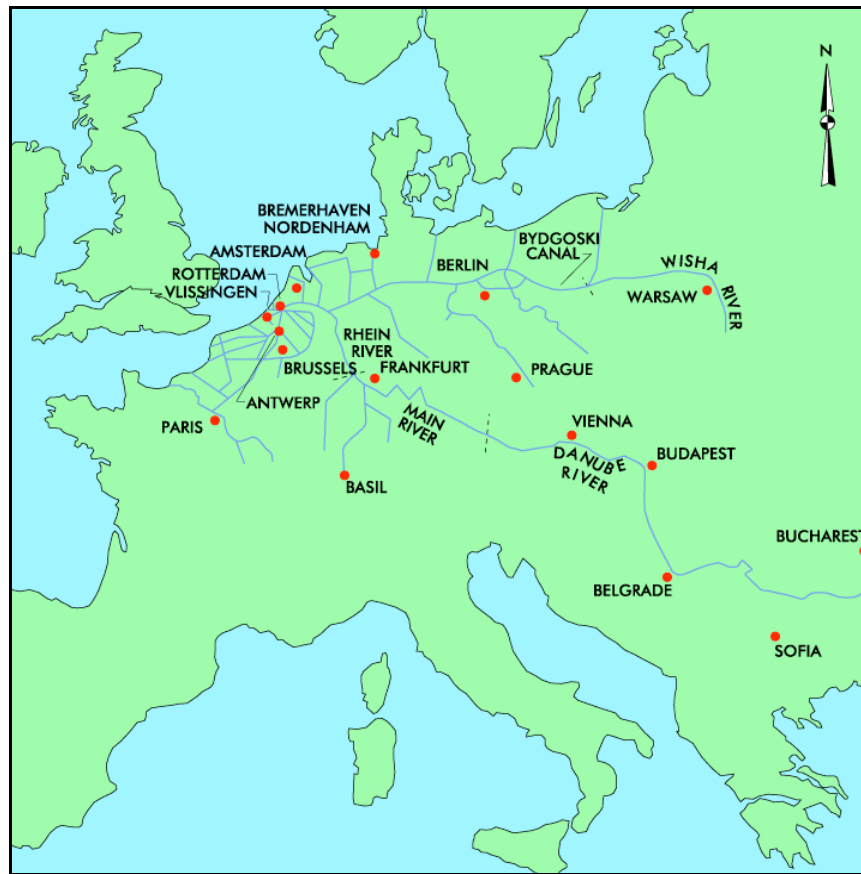 N
BREMERHAVEN
NORDENHAM
AMSTERDAM
ROTTERDAM
VLISSINGEN
BERLIN
BYDGOSKI
CANAL
WISHA
RIVER
WARSAW
RHEIN
RIVER
BRUSSELS
FRANKFURT
PRAGUE
ANTWERP
PARIS
MAIN
RIVER
VIENNA
DANUBE
RIVER
BUDAPEST
BASIL
BUCHAREST
BELGRADE
SOFIA